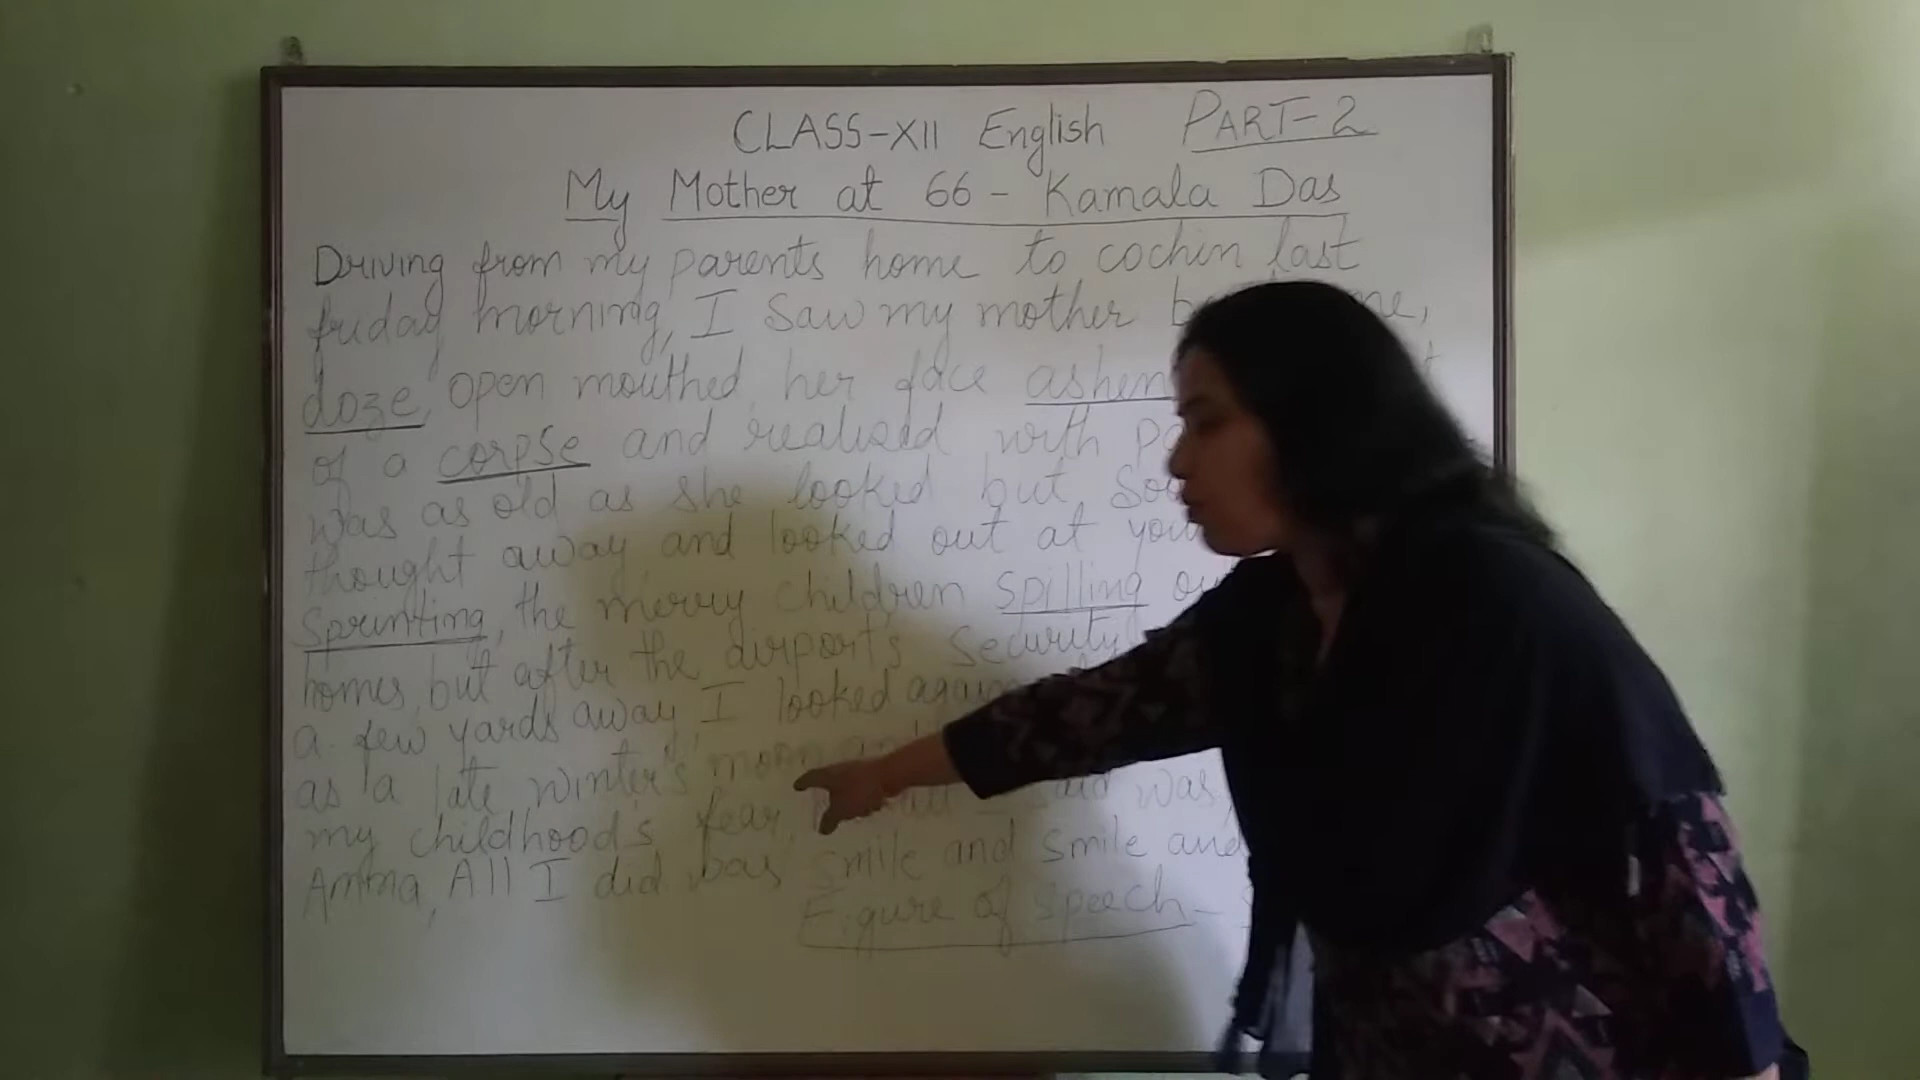 CLASS-XII English PART-2
My Mother at 66 - Kamala Das
Driving from my parents home to cochin last
friday morning, I saw my mother
doze, open mouthed, her face ashen
of a corpse and realised with
was as old as she looked but
thought away and looked out at
Sprinting, the merry children spilling
homes, but after the airport's security
a few yards away, I looked again
as a late winter's moon and
my childhood's fear, said was,
Amma, All I did was smile and smile and
Figure of Speech-